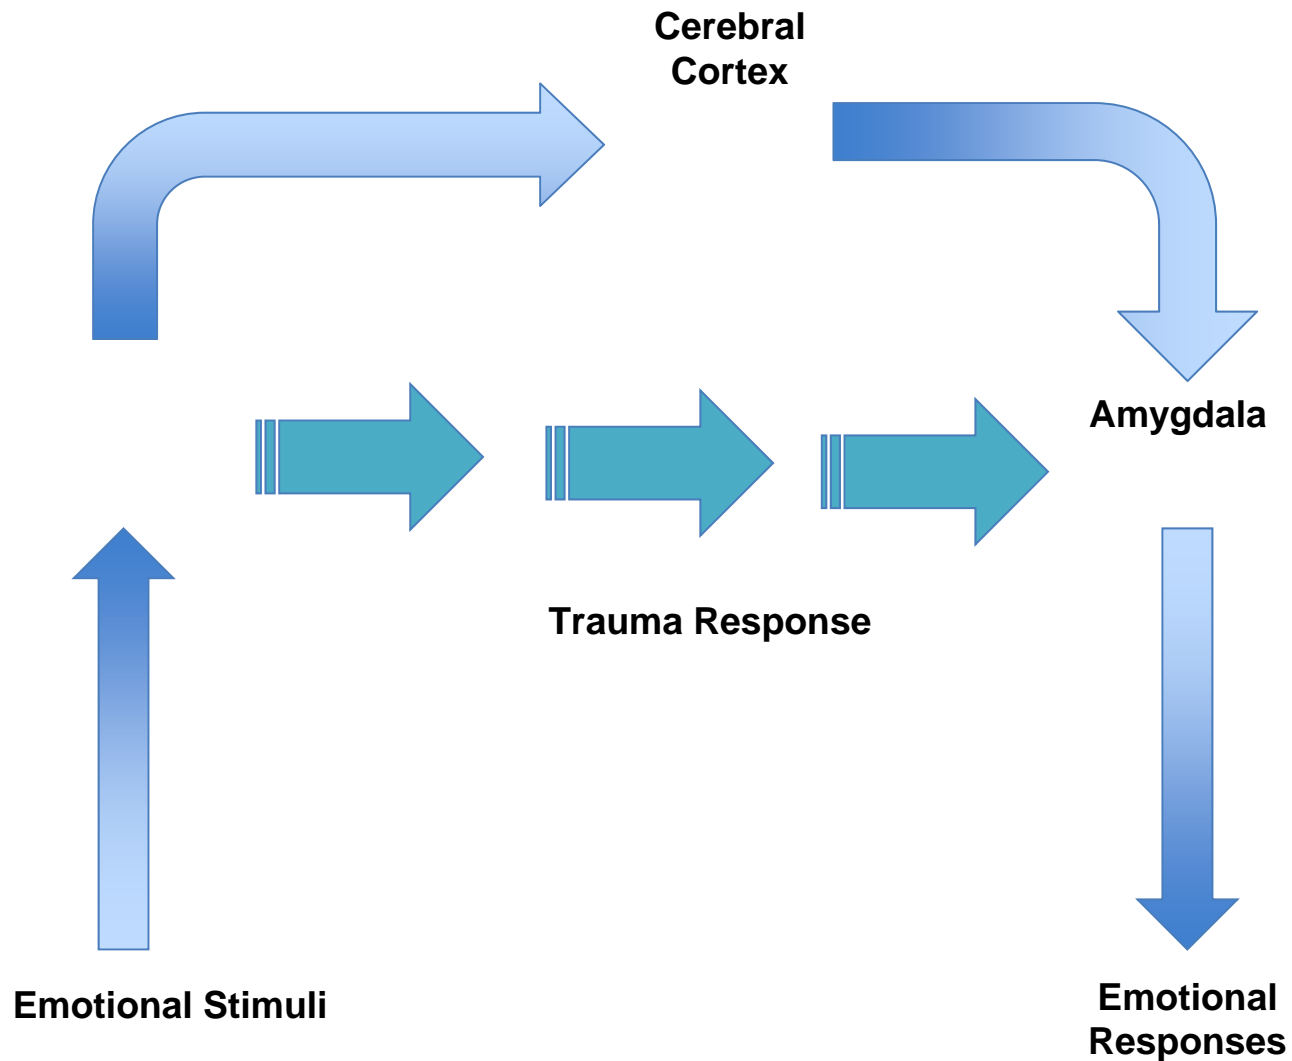 Cerebral
Cortex
Amygdala
Trauma Response
Emotional Stimuli
Emotional
Responses